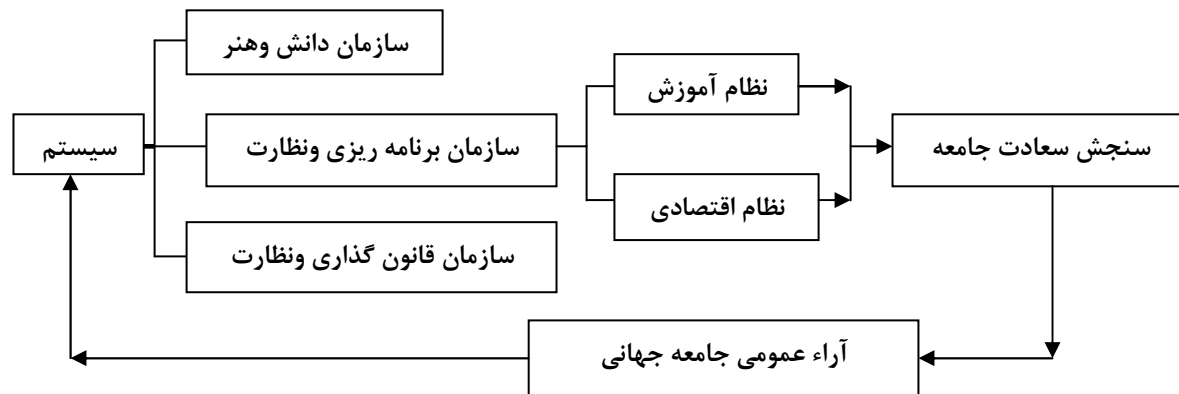 سازمان دانش وهنر
نظام آموزش
سیستم
سازمان برنامه ریزی ونظارت
سنجش سعادت جامعه
نظام اقتصادی
سازمان قانون گذاری ونظارت
آراء عمومی جامعه جهانی